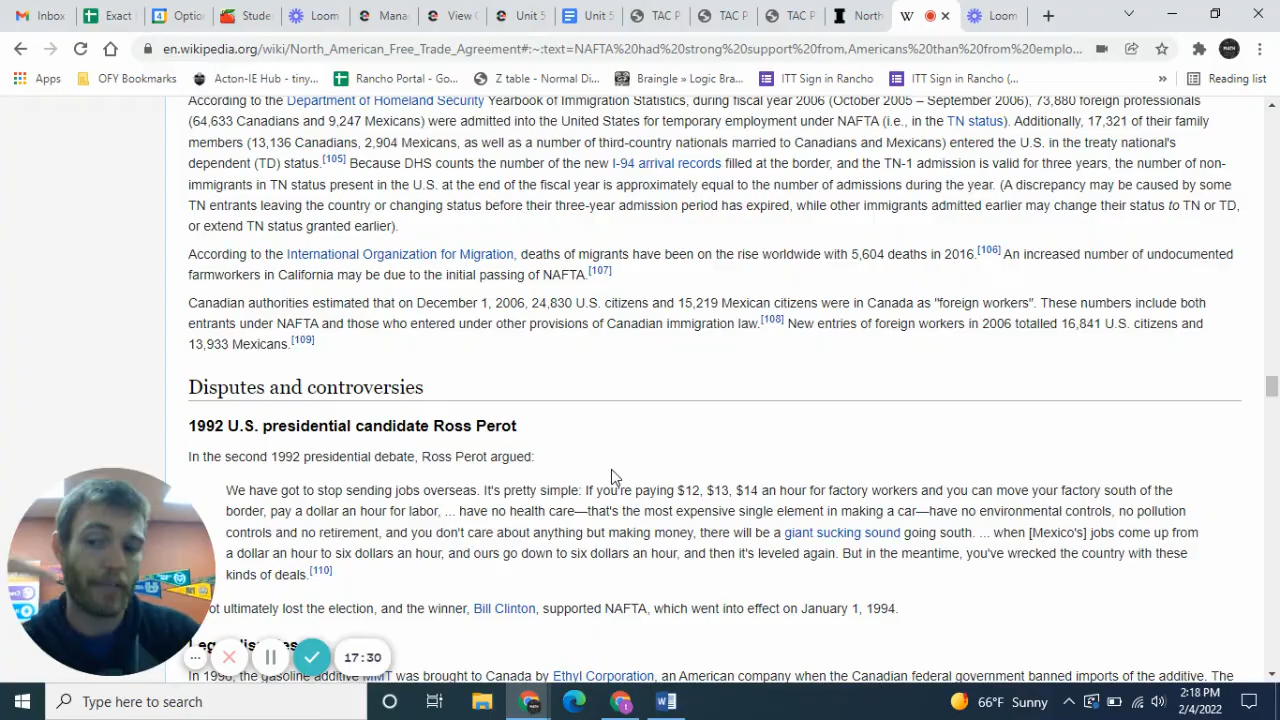 Inbox
Exact
Option
Stude
Loom
Mana
View C
Unit 5
Unit 5
TAC P
TAC P
TAC P
North
Loom
en.wikipedia.org/wiki/North_American_Free_Trade_Agreement#:~:text=NAFTA%20had%20strong%20support%20from,Americans%20than%20from%20emplo...
Apps
OFY Bookmarks
Acton-IE Hub - tiny...
Rancho Portal - Go...
Z table - Normal Di...
Braingle » Logic Bra...
ITT Sign in Rancho
ITT Sign in Rancho (...
»
Reading list
According to the Department of Homeland Security Yearbook of Immigration Statistics, during fiscal year 2006 (October 2005 – September 2006), 73,880 foreign professionals
(64,633 Canadians and 9,247 Mexicans) were admitted into the United States for temporary employment under NAFTA (i.e., in the TN status). Additionally, 17,321 of their family
members (13,136 Canadians, 2,904 Mexicans, as well as a number of third-country nationals married to Canadians and Mexicans) entered the U.S. in the treaty national's
dependent (TD) status.[105] Because DHS counts the number of the new I-94 arrival records filled at the border, and the TN-1 admission is valid for three years, the number of non-
immigrants in TN status present in the U.S. at the end of the fiscal year is approximately equal to the number of admissions during the year. (A discrepancy may be caused by some
TN entrants leaving the country or changing status before their three-year admission period has expired, while other immigrants admitted earlier may change their status to TN or TD,
or extend TN status granted earlier).
According to the International Organization for Migration, deaths of migrants have been on the rise worldwide with 5,604 deaths in 2016.[106] An increased number of undocumented
farmworkers in California may be due to the initial passing of NAFTA.[107]
Canadian authorities estimated that on December 1, 2006, 24,830 U.S. citizens and 15,219 Mexican citizens were in Canada as "foreign workers". These numbers include both
entrants under NAFTA and those who entered under other provisions of Canadian immigration law.[108] New entries of foreign workers in 2006 totalled 16,841 U.S. citizens and
13,933 Mexicans.[109]
Disputes and controversies
1992 U.S. presidential candidate Ross Perot
In the second 1992 presidential debate, Ross Perot argued:
We have got to stop sending jobs overseas. It's pretty simple: If you're paying $12, $13, $14 an hour for factory workers and you can move your factory south of the
border, pay a dollar an hour for labor, ... have no health care—that's the most expensive single element in making a car—have no environmental controls, no pollution
controls and no retirement, and you don't care about anything but making money, there will be a giant sucking sound going south. ... when [Mexico's] jobs come up from
a dollar an hour to six dollars an hour, and ours go down to six dollars an hour, and then it's leveled again. But in the meantime, you've wrecked the country with these
kinds of deals.[110]
ot ultimately lost the election, and the winner, Bill Clinton, supported NAFTA, which went into effect on January 1, 1994.
17:30
In 1996, the gasoline additive MMT was brought to Canada by Ethyl Corporation, an American company when the Canadian federal government banned imports of the additive. The
Type here to search
66°F Sunny
2:18 PM
2/4/2022